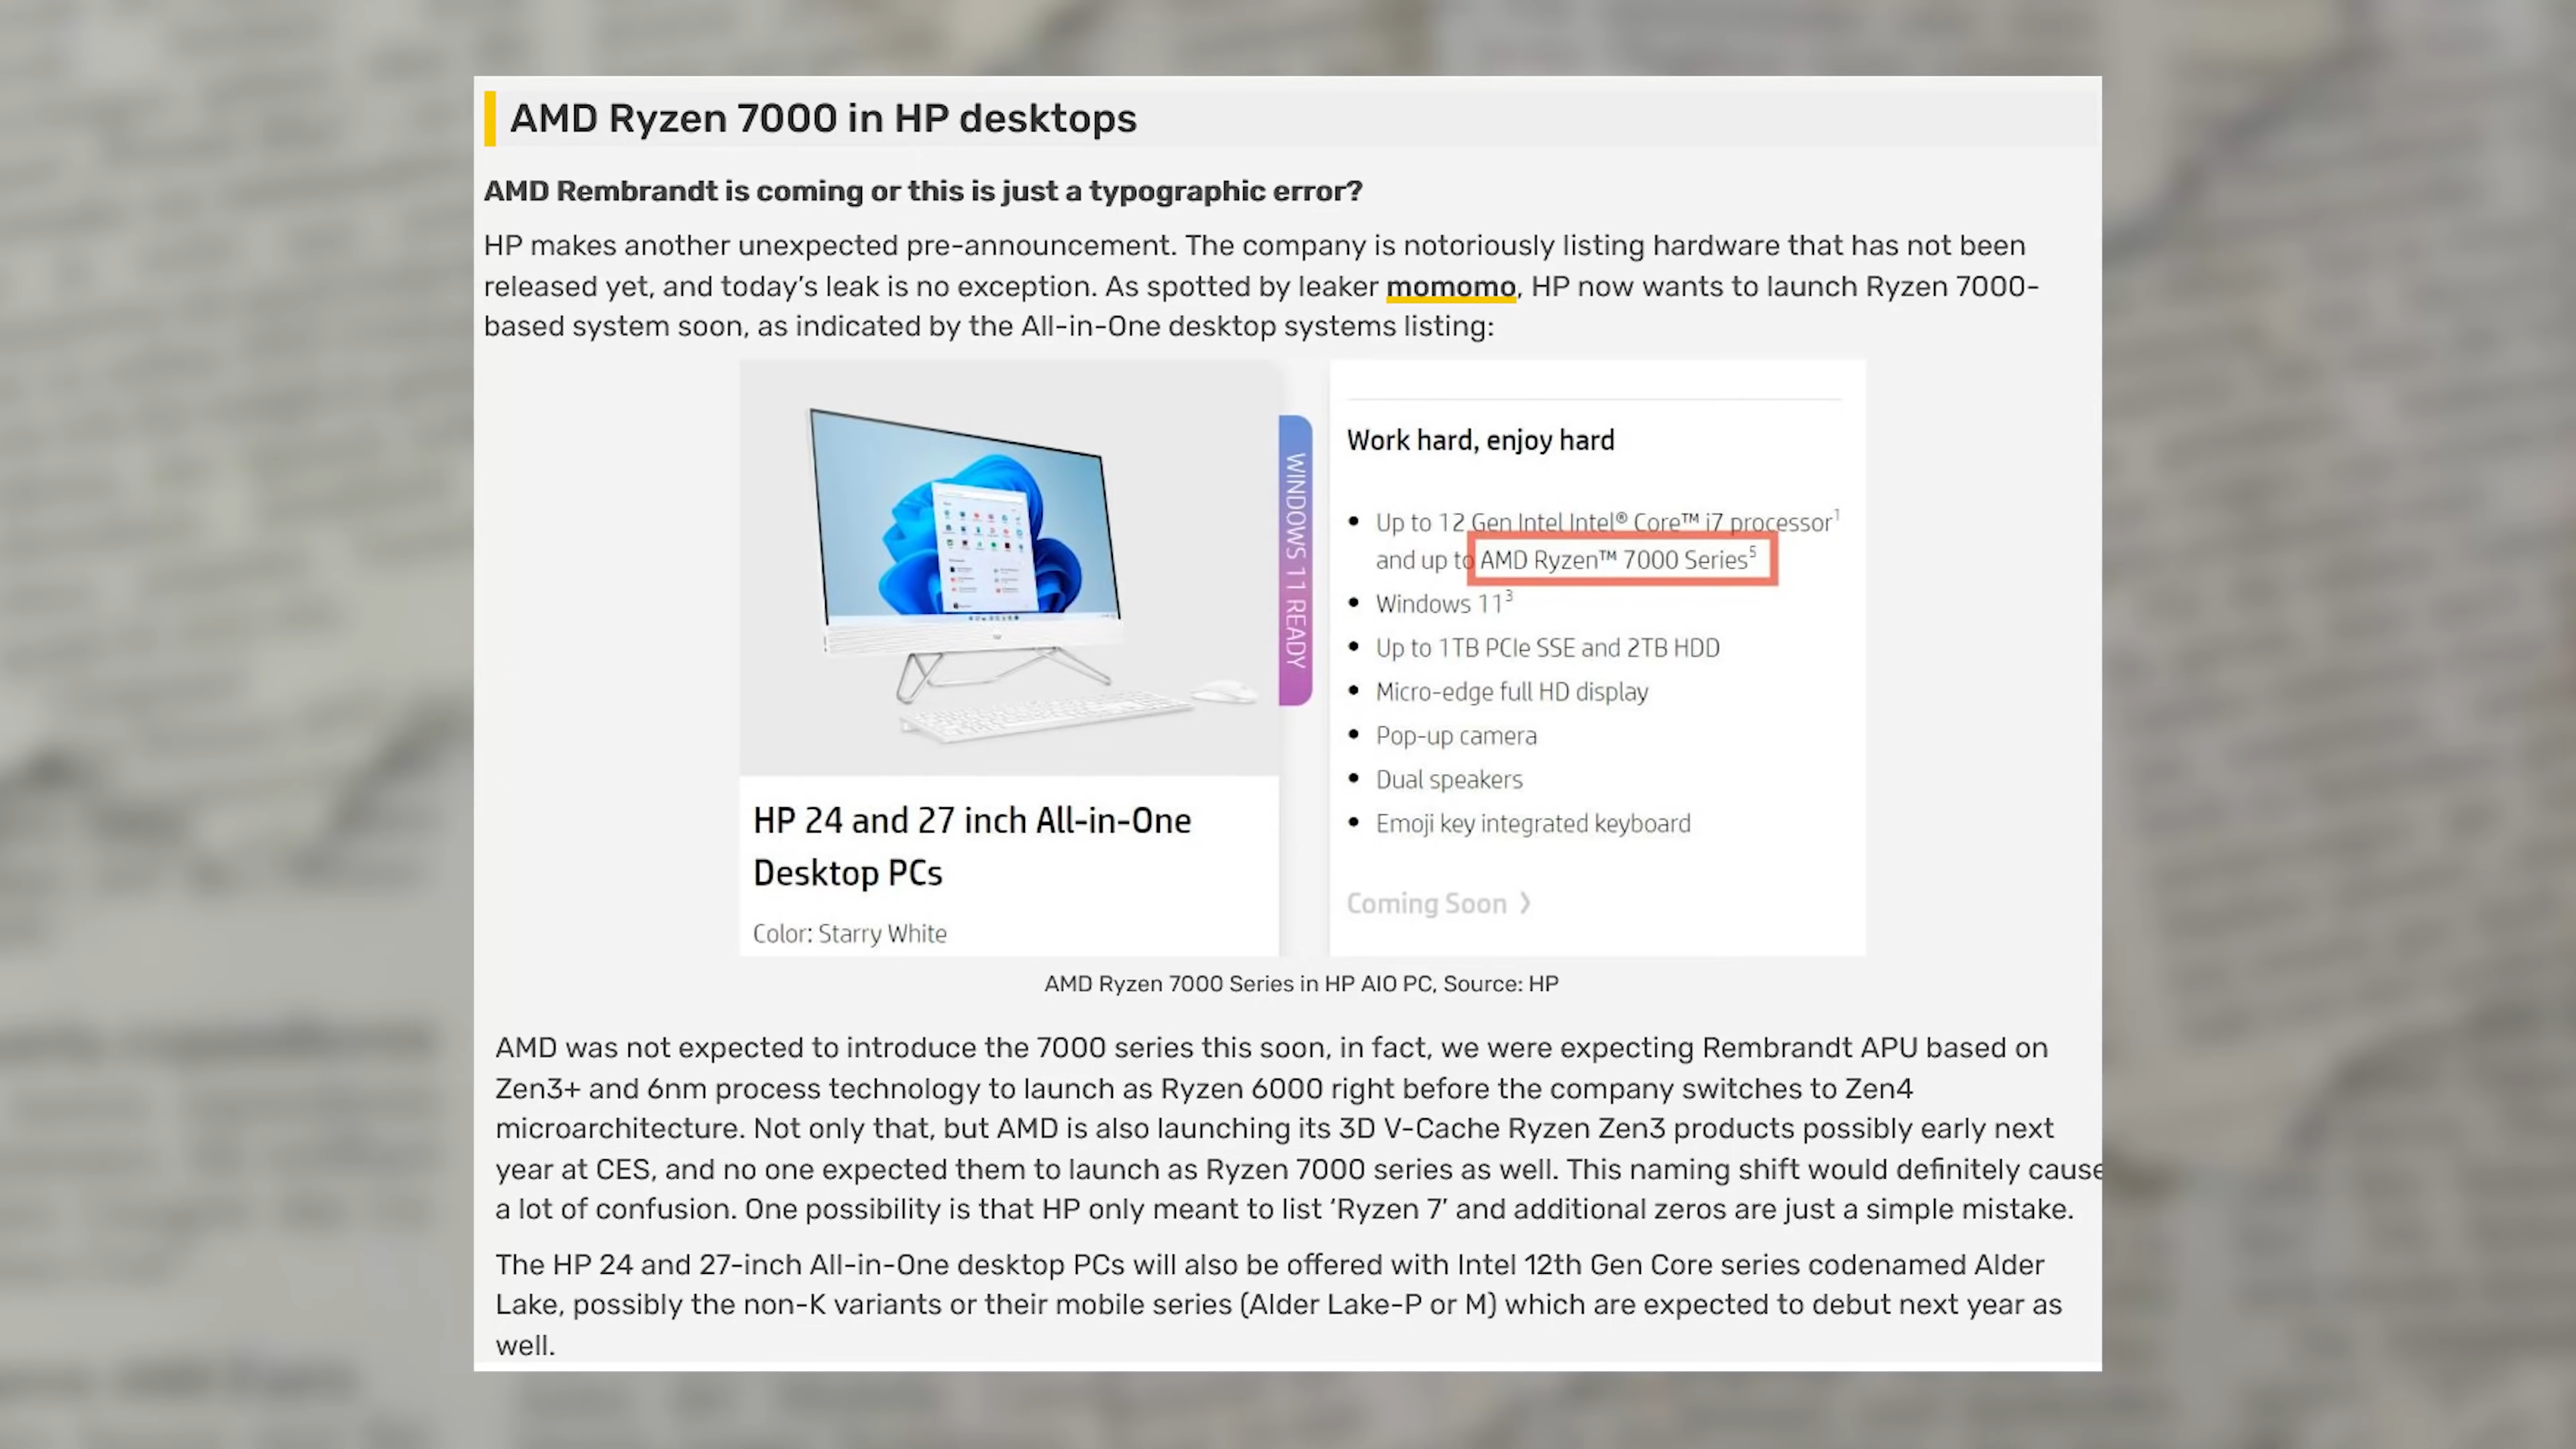 AMD Ryzen 7000 in HP desktops
AMD Rembrandt is coming or this is just a typographic error?
HP makes another unexpected pre-announcement. The company is notoriously listing hardware that has not been
released yet, and today's leak is no exception. As spotted by leaker momomo, HP now wants to launch Ryzen 7000-
based system soon, as indicated by the All-in-One desktop systems listing:
WINDOWS 11 READY
HP 24 and 27 inch All-in-One
Desktop PCs
Color: Starry White
Work hard, enjoy hard
• Up to 12 Gen Intel Intel® Core™ i7 processor¹
and up to AMD Ryzen™ 7000 Series⁵
• Windows 11³
• Up to 1TB PCIe SSE and 2TB HDD
• Micro-edge full HD display
• Pop-up camera
• Dual speakers
• Emoji key integrated keyboard
Coming Soon ❯
AMD Ryzen 7000 Series in HP AIO PC, Source: HP
AMD was not expected to introduce the 7000 series this soon, in fact, we were expecting Rembrandt APU based on
Zen3+ and 6nm process technology to launch as Ryzen 6000 right before the company switches to Zen4
microarchitecture. Not only that, but AMD is also launching its 3D V-Cache Ryzen Zen3 products possibly early next
year at CES, and no one expected them to launch as Ryzen 7000 series as well. This naming shift would definitely cause
a lot of confusion. One possibility is that HP only meant to list 'Ryzen 7' and additional zeros are just a simple mistake.
The HP 24 and 27-inch All-in-One desktop PCs will also be offered with Intel 12th Gen Core series codenamed Alder
Lake, possibly the non-K variants or their mobile series (Alder Lake-P or M) which are expected to debut next year as
well.